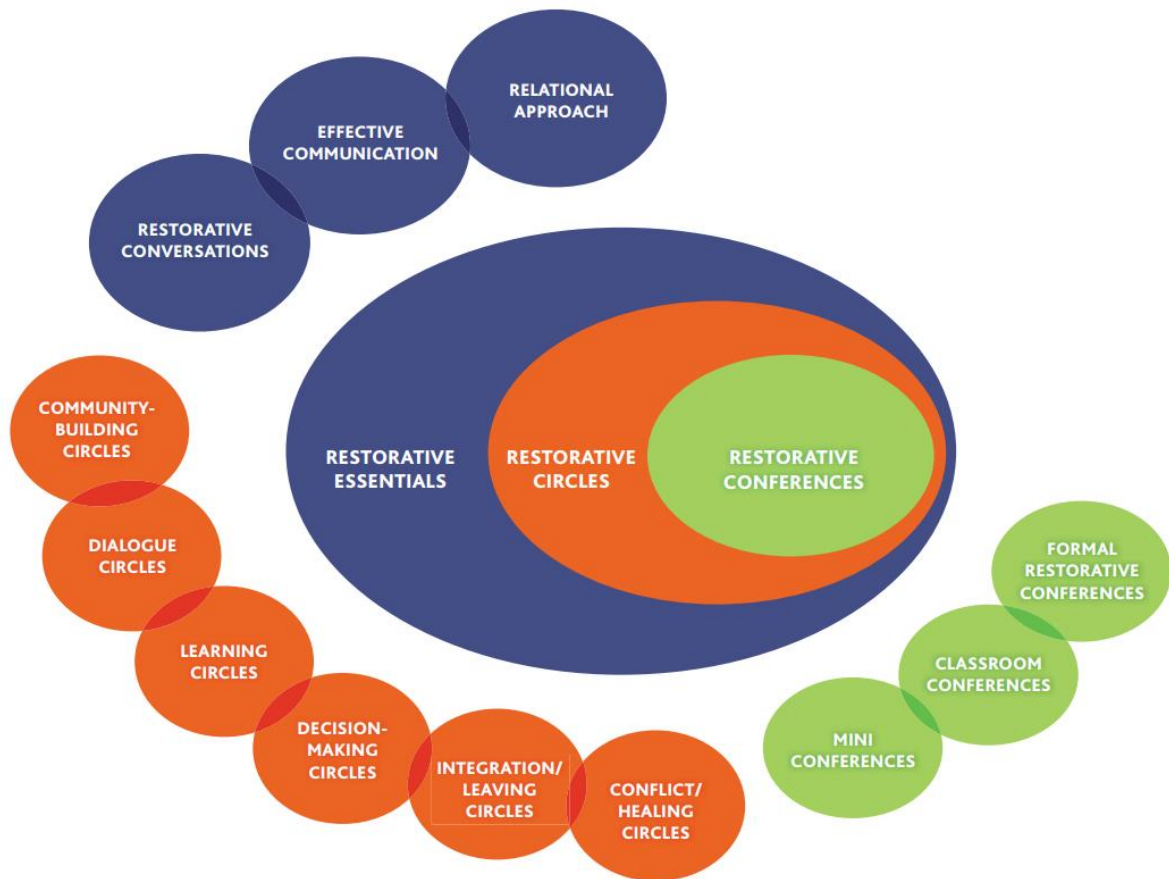 RELATIONAL
APPROACH
EFFECTIVE
COMMUNICATION
RESTORATIVE
CONVERSATIONS
RESTORATIVE
ESSENTIALS
RESTORATIVE
CIRCLES
RESTORATIVE
CONFERENCES
COMMUNITY-
BUILDING
CIRCLES
DIALOGUE
CIRCLES
LEARNING
CIRCLES
DECISION-
MAKING
CIRCLES
INTEGRATION/
LEAVING
CIRCLES
CONFLICT/
HEALING
CIRCLES
FORMAL
RESTORATIVE
CONFERENCES
CLASSROOM
CONFERENCES
MINI
CONFERENCES